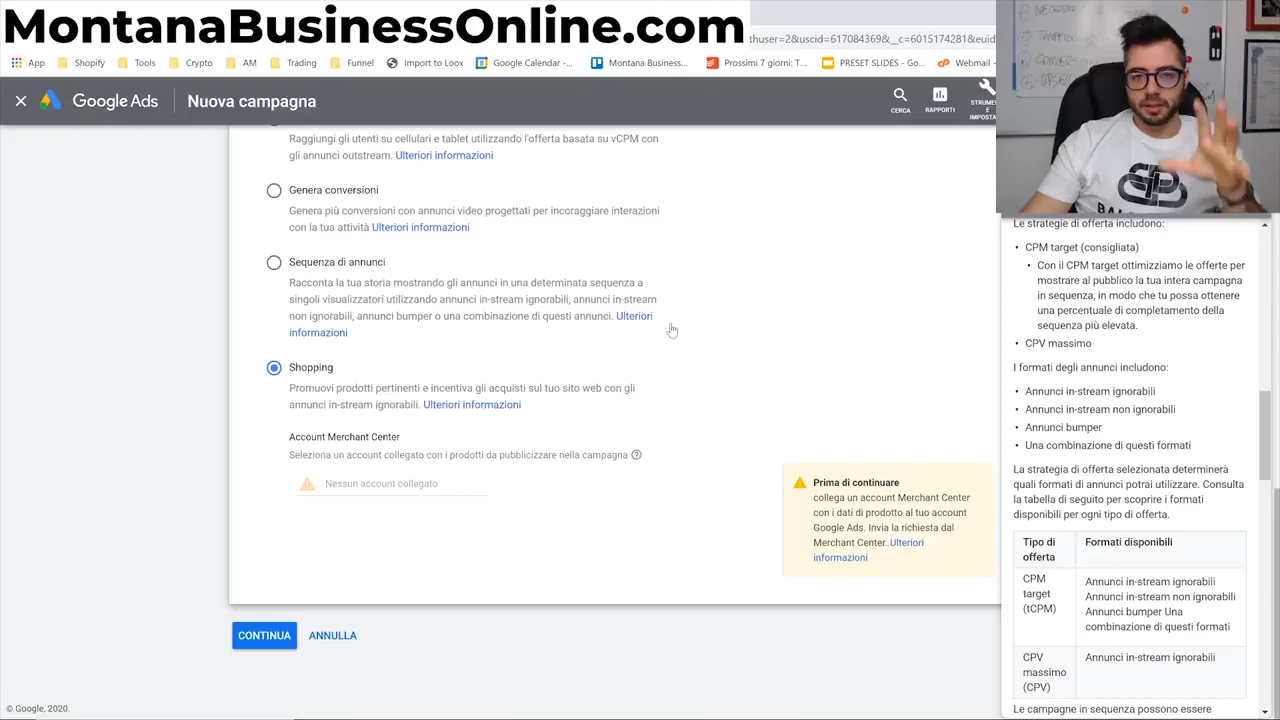 MontanaBusinessOnline.com
thuser=2&uscid=617084369&__c=6015174281&euid
App Shopify Tools Crypto AM Trading Funnel Import to Loox Google Calendar -... Montana Business... Prossimi 7 giorni: T... PRESET SLIDES - Go... Webmail
Google Ads Nuova campagna
CERCA
RAPPORTI
STRUME
E
IMPOSTA
Raggiungi gli utenti su cellulari e tablet utilizzando l'offerta basata su vCPM con
gli annunci outstream. Ulteriori informazioni
Genera conversioni
Genera più conversioni con annunci video progettati per incoraggiare interazioni
con la tua attività Ulteriori informazioni
Sequenza di annunci
Racconta la tua storia mostrando gli annunci in una determinata sequenza a
singoli visualizzatori utilizzando annunci in-stream ignorabili, annunci in-stream
non ignorabili, annunci bumper o una combinazione di questi annunci. Ulteriori
informazioni
Shopping
Promuovi prodotti pertinenti e incentiva gli acquisti sul tuo sito web con gli
annunci in-stream ignorabili. Ulteriori informazioni
Account Merchant Center
Seleziona un account collegato con i prodotti da pubblicizzare nella campagna
Nessun account collegato
Prima di continuare
collega un account Merchant Center
con i dati di prodotto al tuo account
Google Ads. Invia la richiesta dal
Merchant Center. Ulteriori
informazioni
CONTINUA ANNULLA
© Google, 2020.
Le strategie di offerta includono:
• CPM target (consigliata)
• Con il CPM target ottimizziamo le offerte per
mostrare al pubblico la tua intera campagna
in sequenza, in modo che tu possa ottenere
una percentuale di completamento della
sequenza più elevata.
• CPV massimo
I formati degli annunci includono:
• Annunci in-stream ignorabili
• Annunci in-stream non ignorabili
• Annunci bumper
• Una combinazione di questi formati
La strategia di offerta selezionata determinerà
quali formati di annunci potrai utilizzare. Consulta
la tabella di seguito per scoprire i formati
disponibili per ogni tipo di offerta.
Tipo di
offerta
Formati disponibili
CPM
target
(tCPM)
Annunci in-stream ignorabili
Annunci in-stream non ignorabili
Annunci bumper Una
combinazione di questi formati
CPV
massimo
(CPV)
Annunci in-stream ignorabili
Le campagne in sequenza possono essere